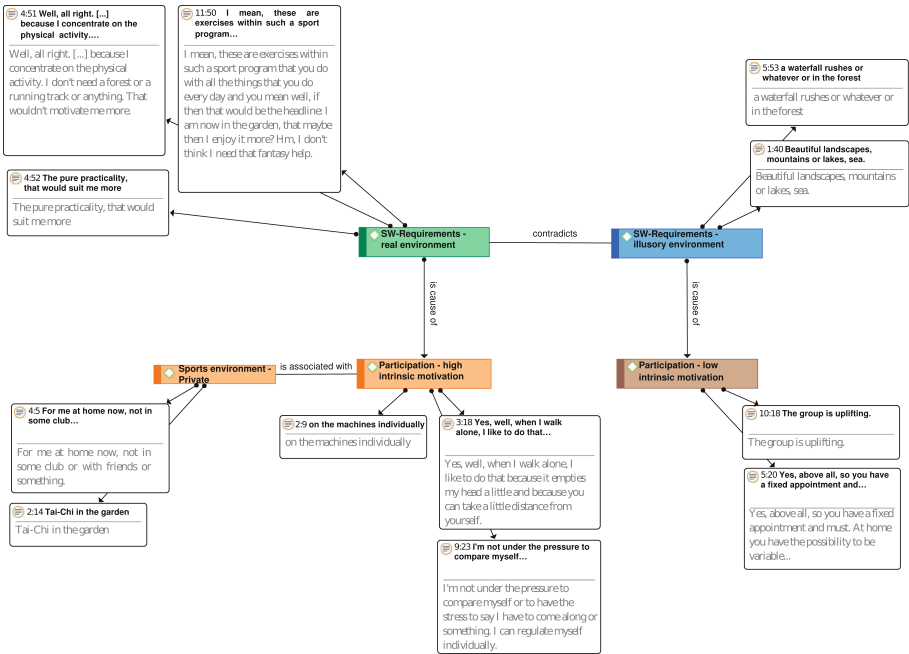 4:51 Well, all right. [...]
because I concentrate on the
physical activity.…
Well, all right. [...] because I
concentrate on the physical
activity. I don't need a forest or a
running track or anything. That
wouldn't motivate me more.
11:50 I mean, these are
exercises within such a sport
program…
I mean, these are exercises within
such a sport program that you do
with all the things that you do
every day and you mean well, if
then that would be the headline: I
am now in the garden, that maybe
then I enjoy it more? Hm, I don't
think I need that fantasy help.
5:53 a waterfall rushes or
whatever or in the forest
a waterfall rushes or whatever or
in the forest
1:40 Beautiful landscapes,
mountains or lakes, sea.
Beautiful landscapes, mountains
or lakes, sea.
4:52 The pure practicality,
that would suit me more
The pure practicality, that would
suit me more
SW-Requirements -
real environment
contradicts
SW-Requirements -
illusory environment
is cause of
is cause of
Sports environment -
Private
is associated with
Participation - high
intrinsic motivation
Participation - low
intrinsic motivation
4:5 For me at home now, not in
some club…
For me at home now, not in
some club or with friends or
something.
2:14 Tai-Chi in the garden
Tai-Chi in the garden
2:9 on the machines individually
on the machines individually
3:18 Yes, well, when I walk
alone, I like to do that…
Yes, well, when I walk alone, I
like to do that because it empties
my head a little and because you
can take a little distance from
yourself.
9:23 I'm not under the pressure to
compare myself…
I'm not under the pressure to
compare myself or to have the
stress to say I have to come along or
something. I can regulate myself
individually.
10:18 The group is uplifting.
The group is uplifting.
5:20 Yes, above all, so you have
a fixed appointment and…
Yes, above all, so you have a fixed
appointment and must. At home
you have the possibility to be
variable...